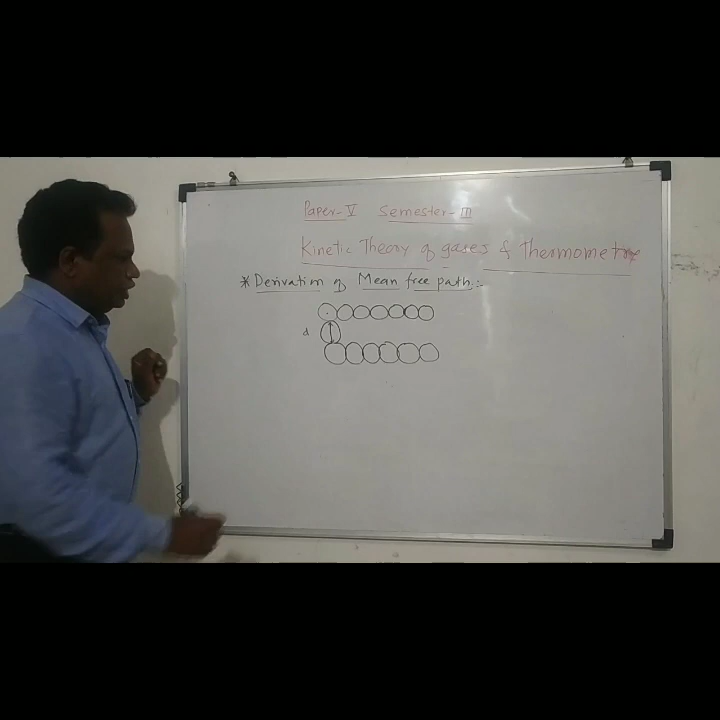 Paper-V Semester-III
Kinetic Theory of gases & Thermometry
* Derivation of Mean free path:-
d